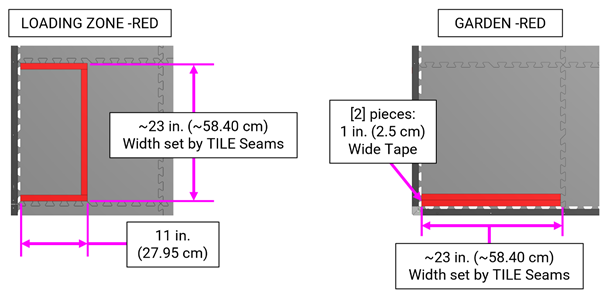 LOADING ZONE -RED
~23 in. (~58.40 cm)
Width set by TILE Seams
11 in.
(27.95 cm)
GARDEN -RED
[2] pieces:
1 in. (2.5 cm)
Wide Tape
~23 in. (~58.40 cm)
Width set by TILE Seams